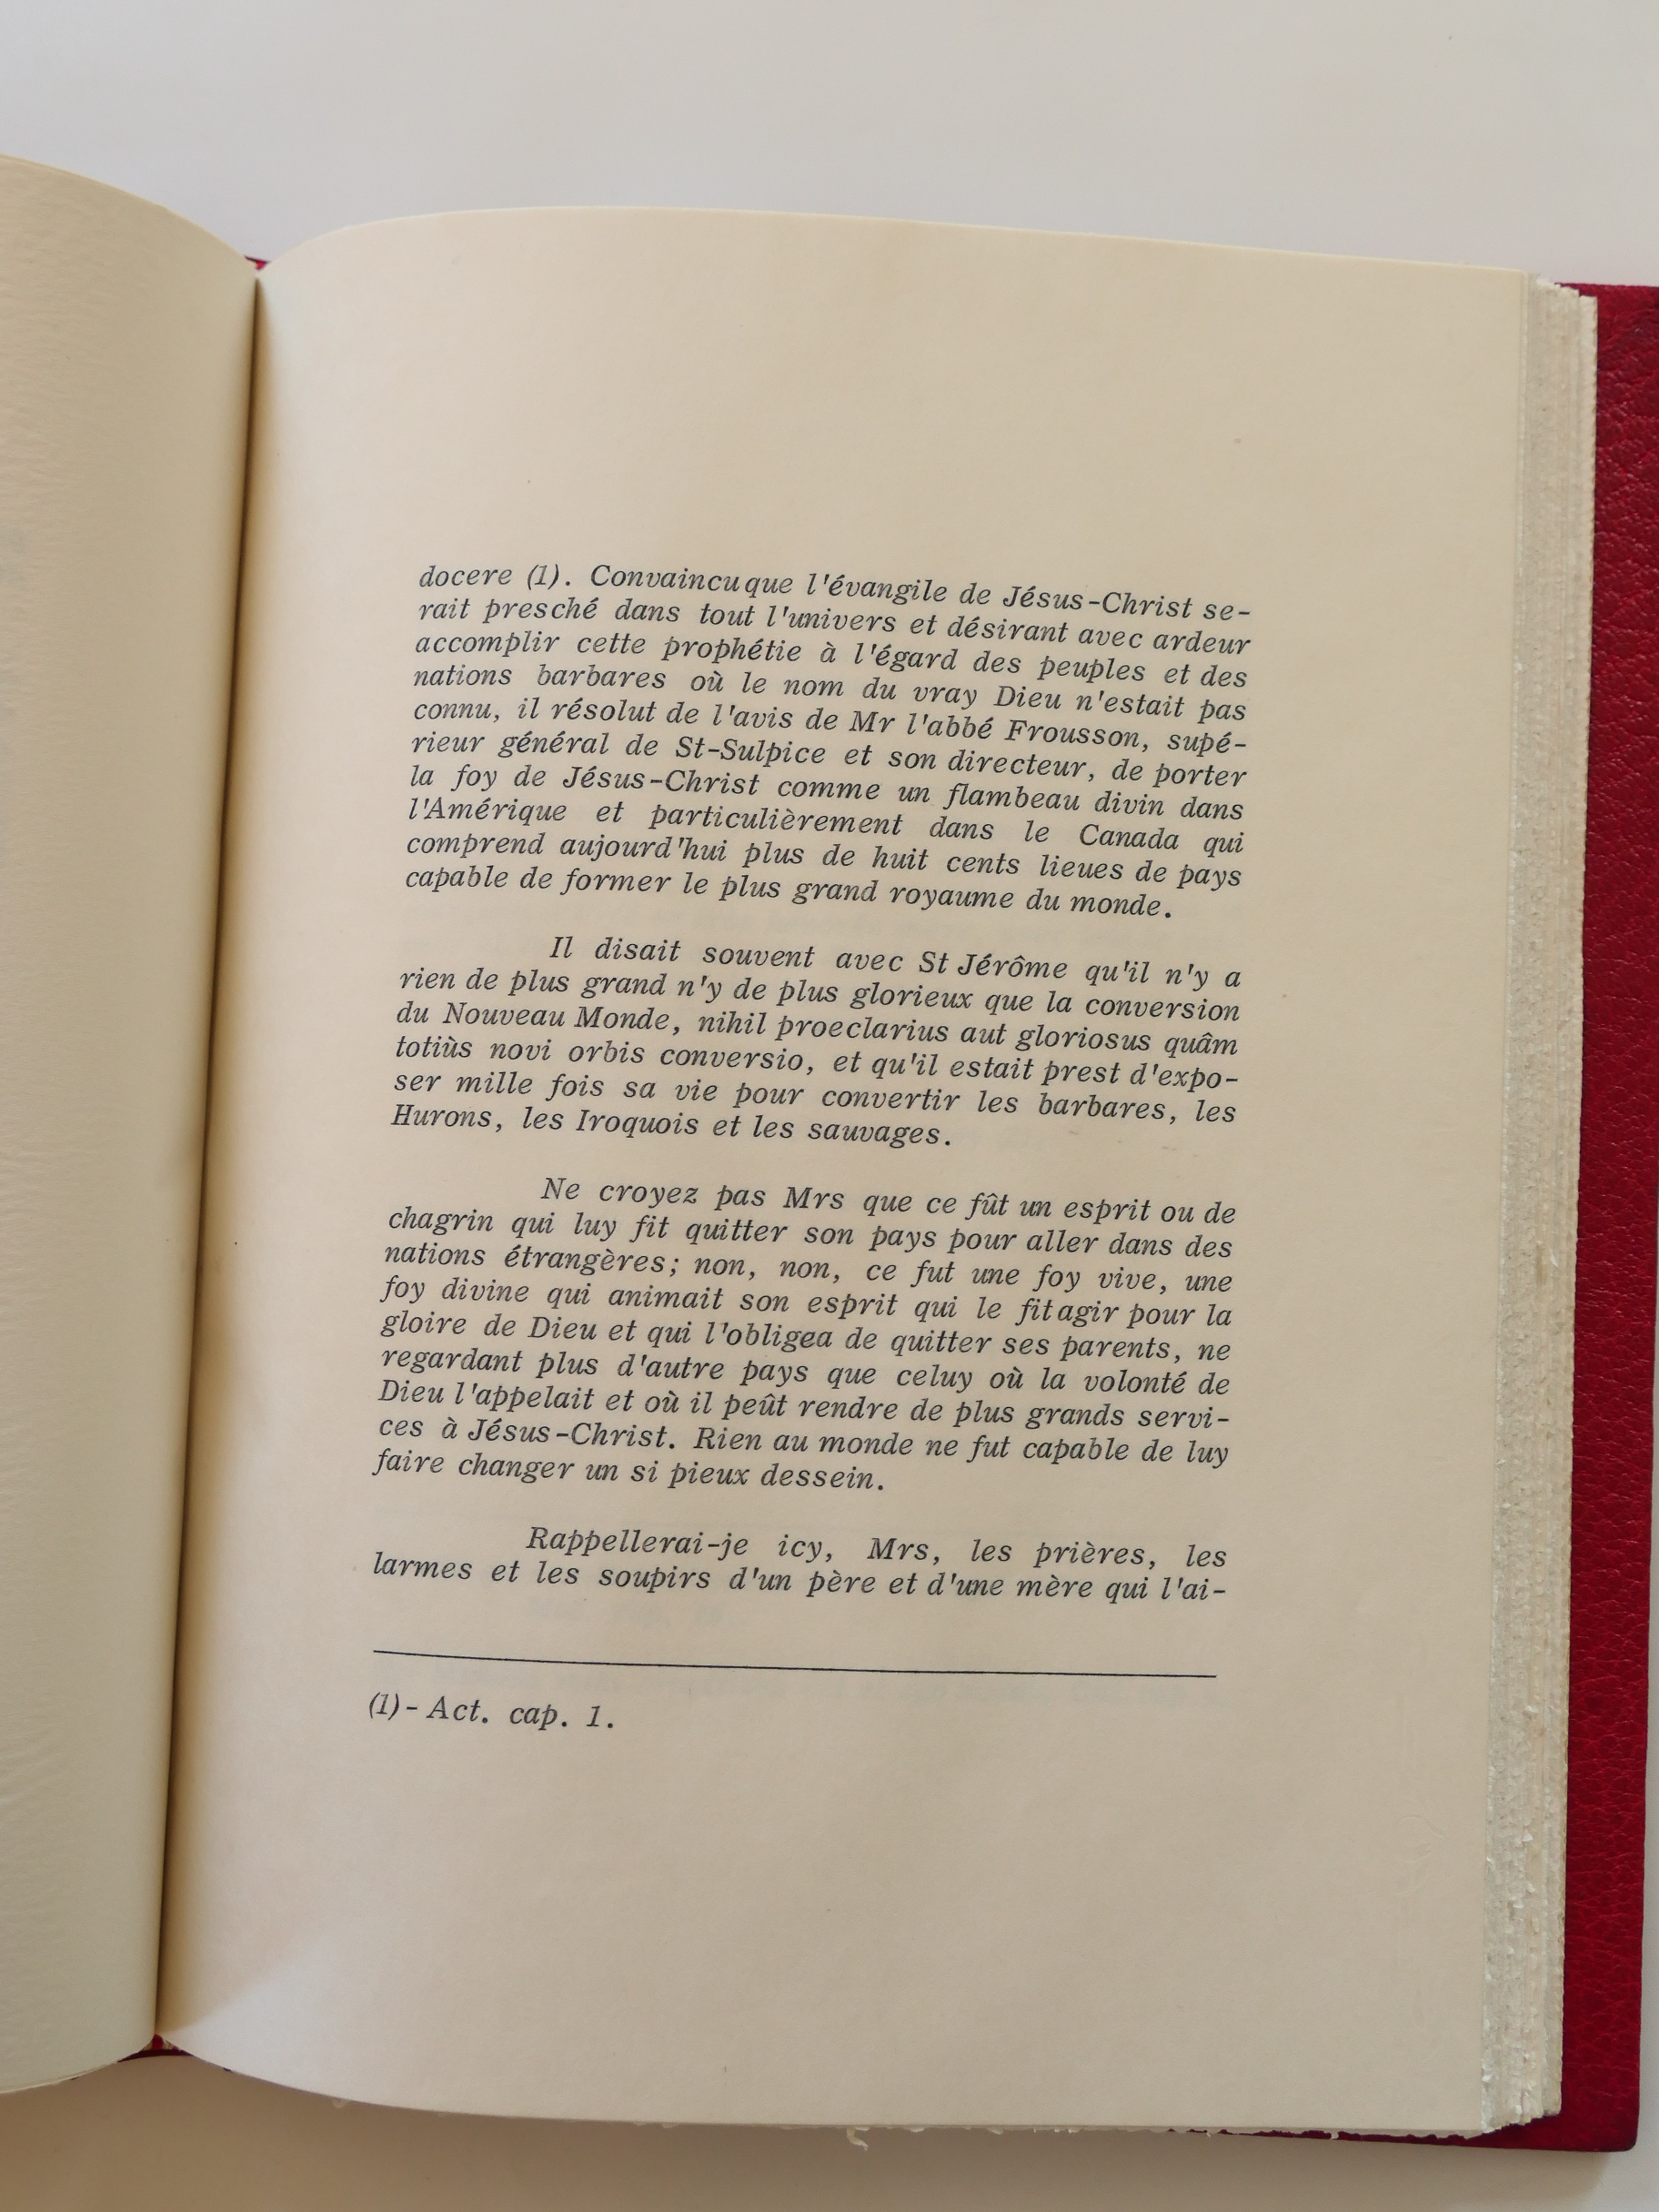 docere (1). Convaincu que l'évangile de Jésus-Christ se-
rait presché dans tout l'univers et désirant avec ardeur
accomplir cette prophétie à l'égard des peuples et des
nations barbares où le nom du vray Dieu n'estait pas
connu, il résolut de l'avis de Mr l'abbé Frousson, supé-
rieur général de St-Sulpice et son directeur, de porter
la foy de Jésus-Christ comme un flambeau divin dans
l'Amérique et particulièrement dans le Canada qui
comprend aujourd'hui plus de huit cents lieues de pays
capable de former le plus grand royaume du monde.
Il disait souvent avec St Jérôme qu'il n'y a
rien de plus grand n'y de plus glorieux que la conversion
du Nouveau Monde, nihil proeclarius aut gloriosus quâm
totiùs novi orbis conversio, et qu'il estait prest d'expo-
ser mille fois sa vie pour convertir les barbares, les
Hurons, les Iroquois et les sauvages.
Ne croyez pas Mrs que ce fût un esprit ou de
chagrin qui luy fit quitter son pays pour aller dans des
nations étrangères; non, non, ce fut une foy vive, une
foy divine qui animait son esprit qui le fit agir pour la
gloire de Dieu et qui l'obligea de quitter ses parents, ne
regardant plus d'autre pays que celuy où la volonté de
Dieu l'appelait et où il peût rendre de plus grands servi-
ces à Jésus-Christ. Rien au monde ne fut capable de luy
faire changer un si pieux dessein.
Rappellerai-je icy, Mrs, les prières, les
larmes et les soupirs d'un père et d'une mère qui l'ai-
(1)- Act. cap. 1.